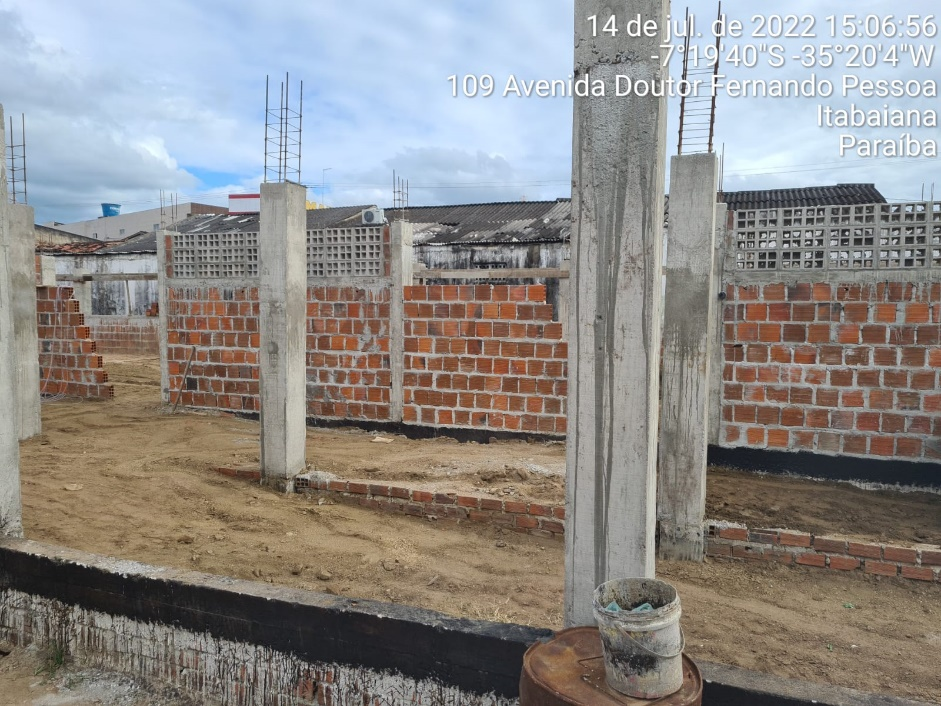 14 de jul. de 2022 15:06:56
-7°19'40"S -35°20'4"W
109 Avenida Doutor Fernando Pessoa
Itabaiana
Paraíba